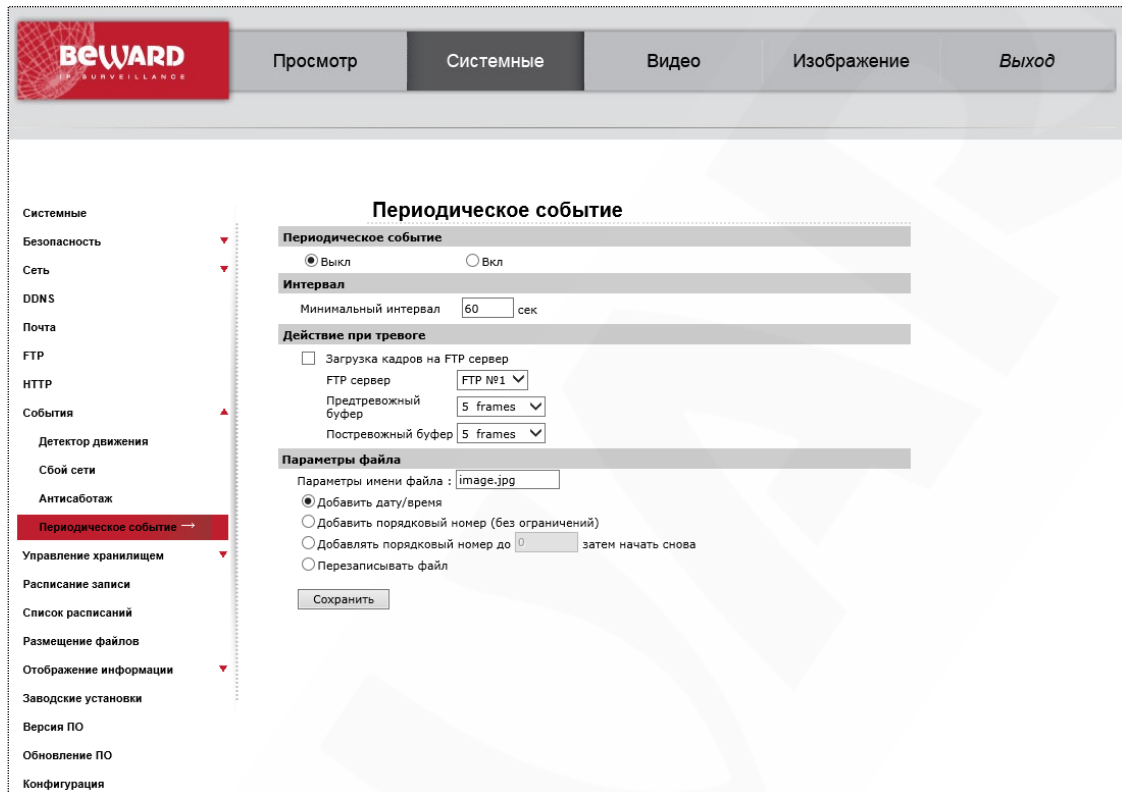 BEWARD
IP SURVEILLANCE
Просмотр
Системные
Видео
Изображение
Выход
Системные
Безопасность
Сеть
DDNS
Почта
FTP
HTTP
События
Детектор движения
Сбой сети
Антисаботаж
Периодическое событие →
Управление хранилищем
Расписание записи
Список расписаний
Размещение файлов
Отображение информации
Заводские установки
Версия ПО
Обновление ПО
Конфигурация
Периодическое событие
Периодическое событие
Выкл Вкл
Интервал
Минимальный интервал 60 сек
Действие при тревоге
Загрузка кадров на FTP сервер
FTP сервер FTP №1
Предтревожный
буфер 5 frames
Постревожный буфер 5 frames
Параметры файла
Параметры имени файла : image.jpg
Добавить дату/время
Добавить порядковый номер (без ограничений)
Добавлять порядковый номер до 0 затем начать снова
Перезаписывать файл
Сохранить